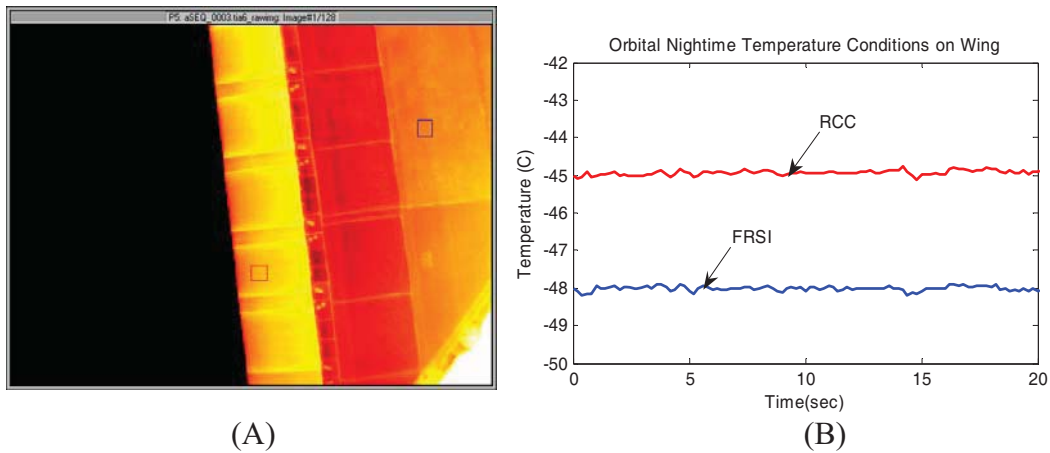 P5: aSEQ_0003.tia6_rawimg: Image#1/128
Orbital Nightime Temperature Conditions on Wing
-42
-43
-44
-45
-46
-47
-48
-49
-50
Temperature (C)
RCC
FRSI
0
5
10
15
20
Time(sec)
(A)
(B)